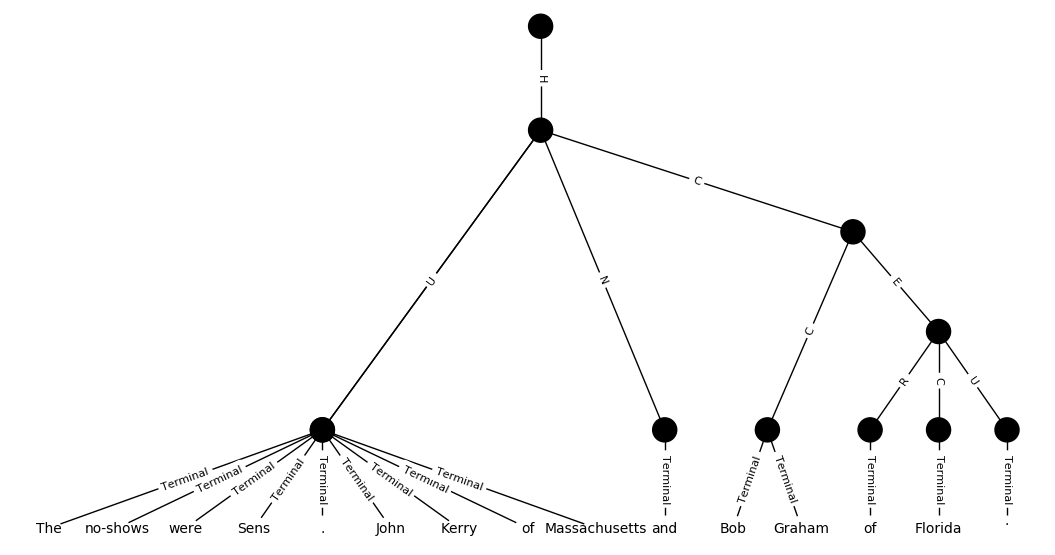 H
C
U
N
E
C
R
C
U
Terminal Terminal Terminal Terminal Terminal Terminal Terminal Terminal Terminal Terminal Terminal Terminal Terminal Terminal Terminal
The no-shows were Sens . John Kerry of Massachusetts and Bob Graham of Florida .